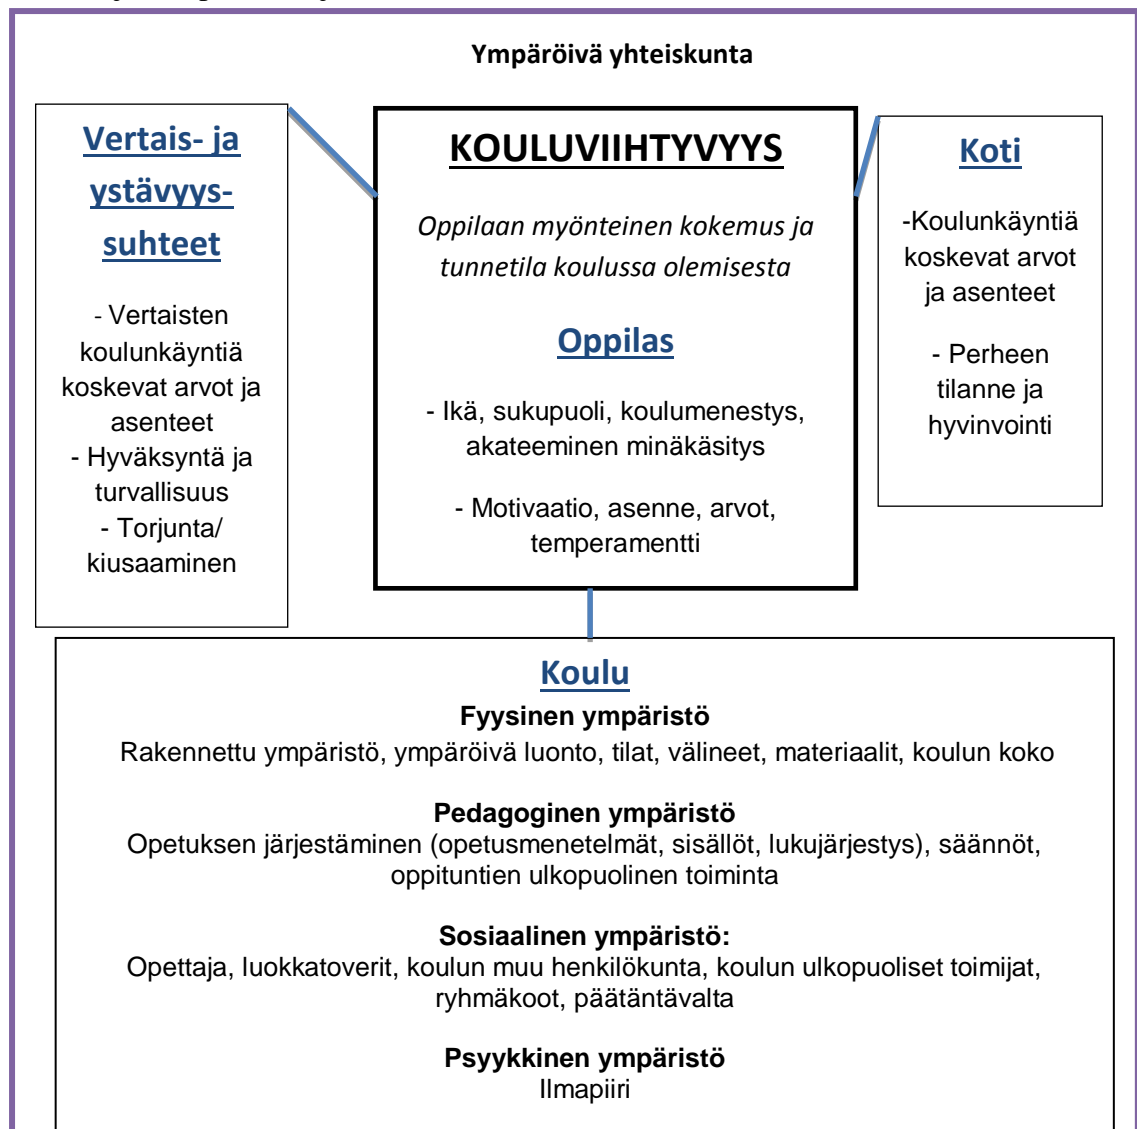 Ympäröivä yhteiskunta
Vertais- ja
ystävyys-
suhteet
- Vertaisten
koulunkäyntiä
koskevat arvot ja
asenteet
- Hyväksyntä ja
turvallisuus
- Torjunta/
kiusaaminen
KOULUVIIHTYVYYS
Oppilaan myönteinen kokemus ja
tunnetila koulussa olemisesta
Oppilas
- Ikä, sukupuoli, koulumenestys,
akateeminen minäkäsitys
- Motivaatio, asenne, arvot,
temperamentti
Koti
-Koulunkäyntiä
koskevat arvot
ja asenteet
- Perheen
tilanne ja
hyvinvointi
Koulu
Fyysinen ympäristö
Rakennettu ympäristö, ympäröivä luonto, tilat, välineet, materiaalit, koulun koko
Pedagoginen ympäristö
Opetuksen järjestäminen (opetusmenetelmät, sisällöt, lukujärjestys), säännöt,
oppituntien ulkopuolinen toiminta
Sosiaalinen ympäristö:
Opettaja, luokkatoverit, koulun muu henkilökunta, koulun ulkopuoliset toimijat,
ryhmäkoot, päätäntävalta
Psyykkinen ympäristö
Ilmapiiri